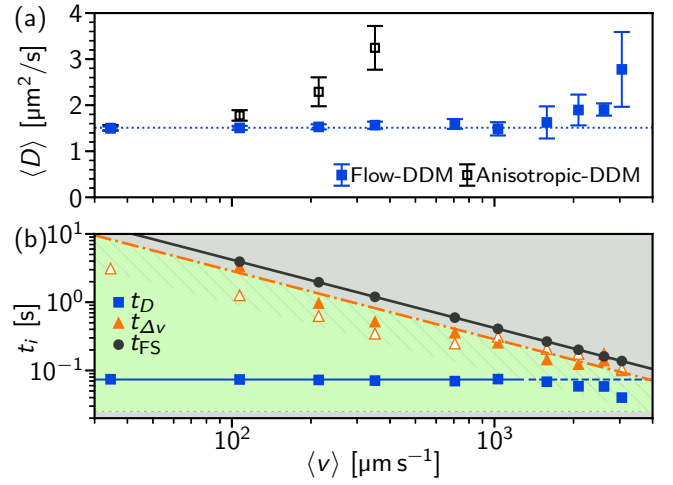 (a)
4
3
2
1
0
⟨D⟩ [μm²/s]
Flow-DDM
Anisotropic-DDM
(b)
10¹
10⁰
10⁻¹
t_i [s]
t_D
t_Δv
t_FS
10²
10³
⟨v⟩ [μm s⁻¹]